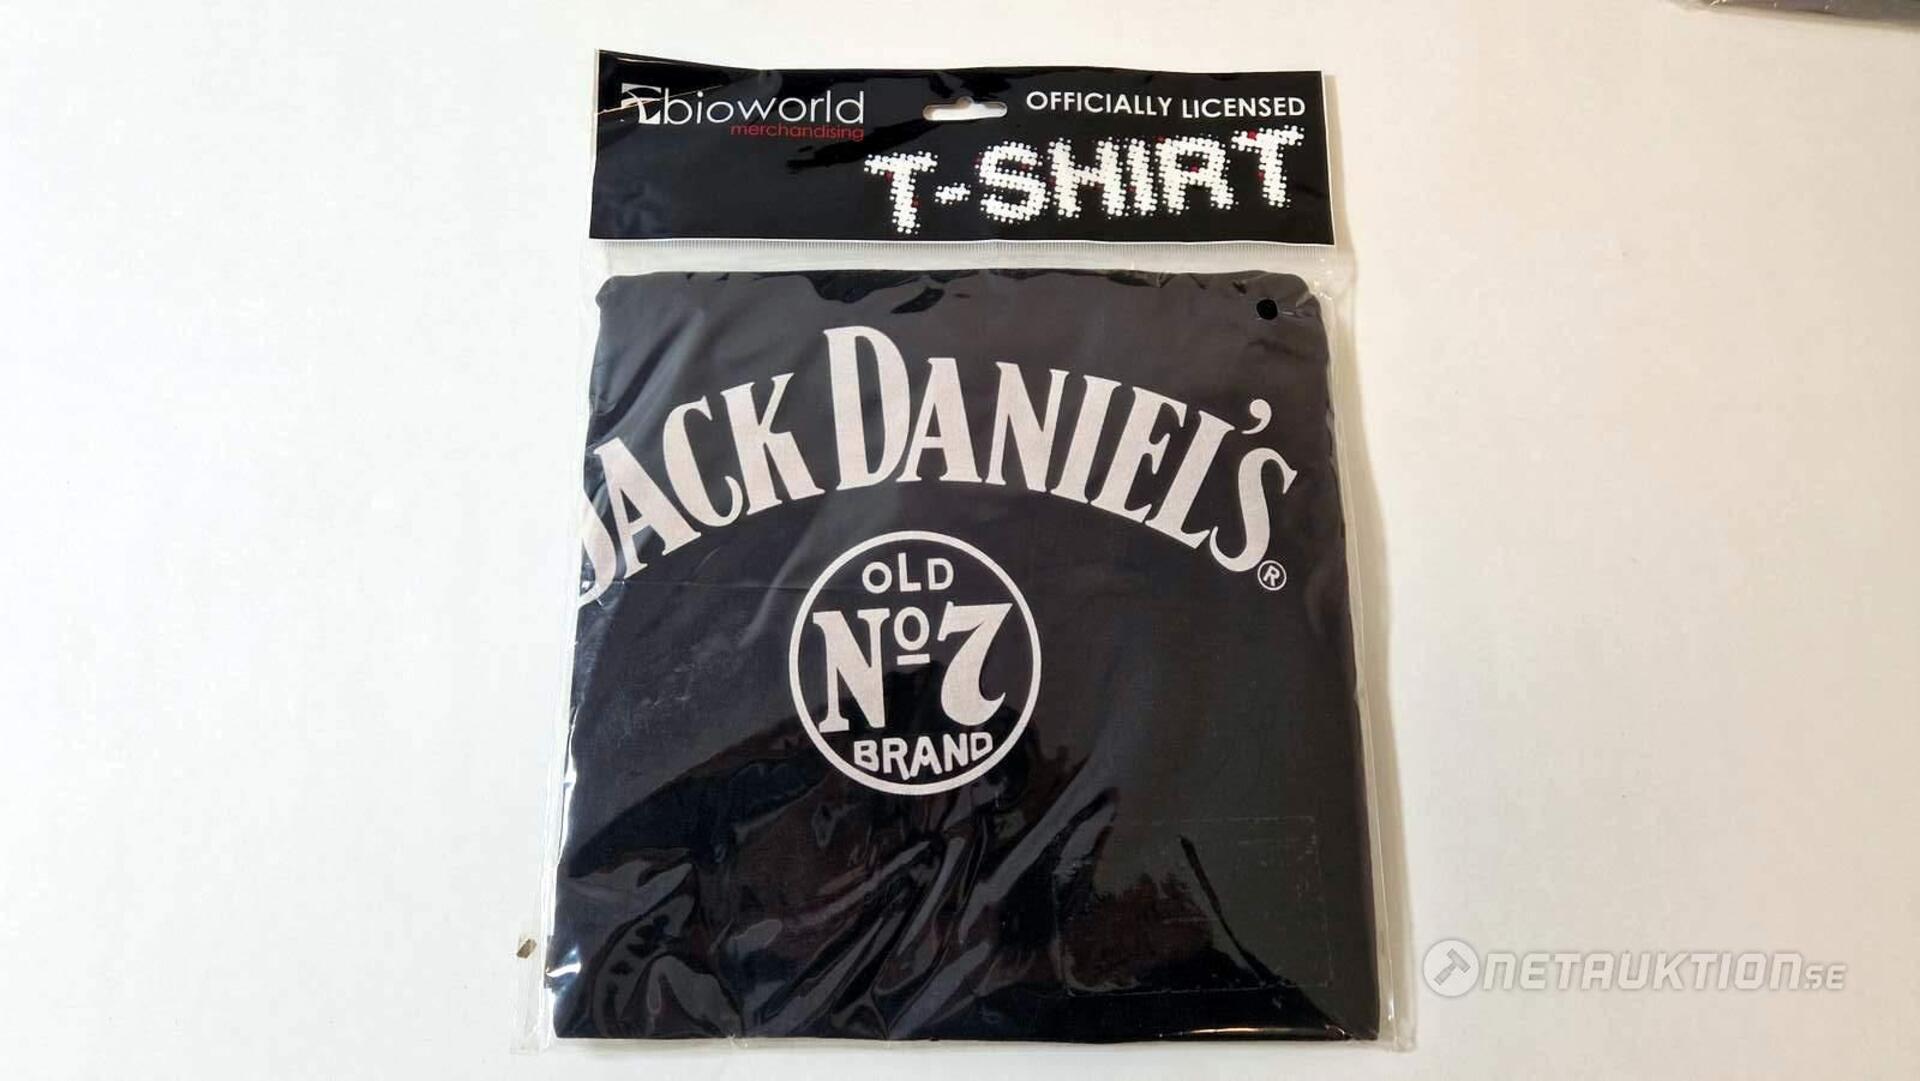 bioworld
merchandising
OFFICIALLY LICENSED
T-SHIRT
JACK DANIEL'S®
OLD
Nº7
BRAND
NETAUKTION.SE